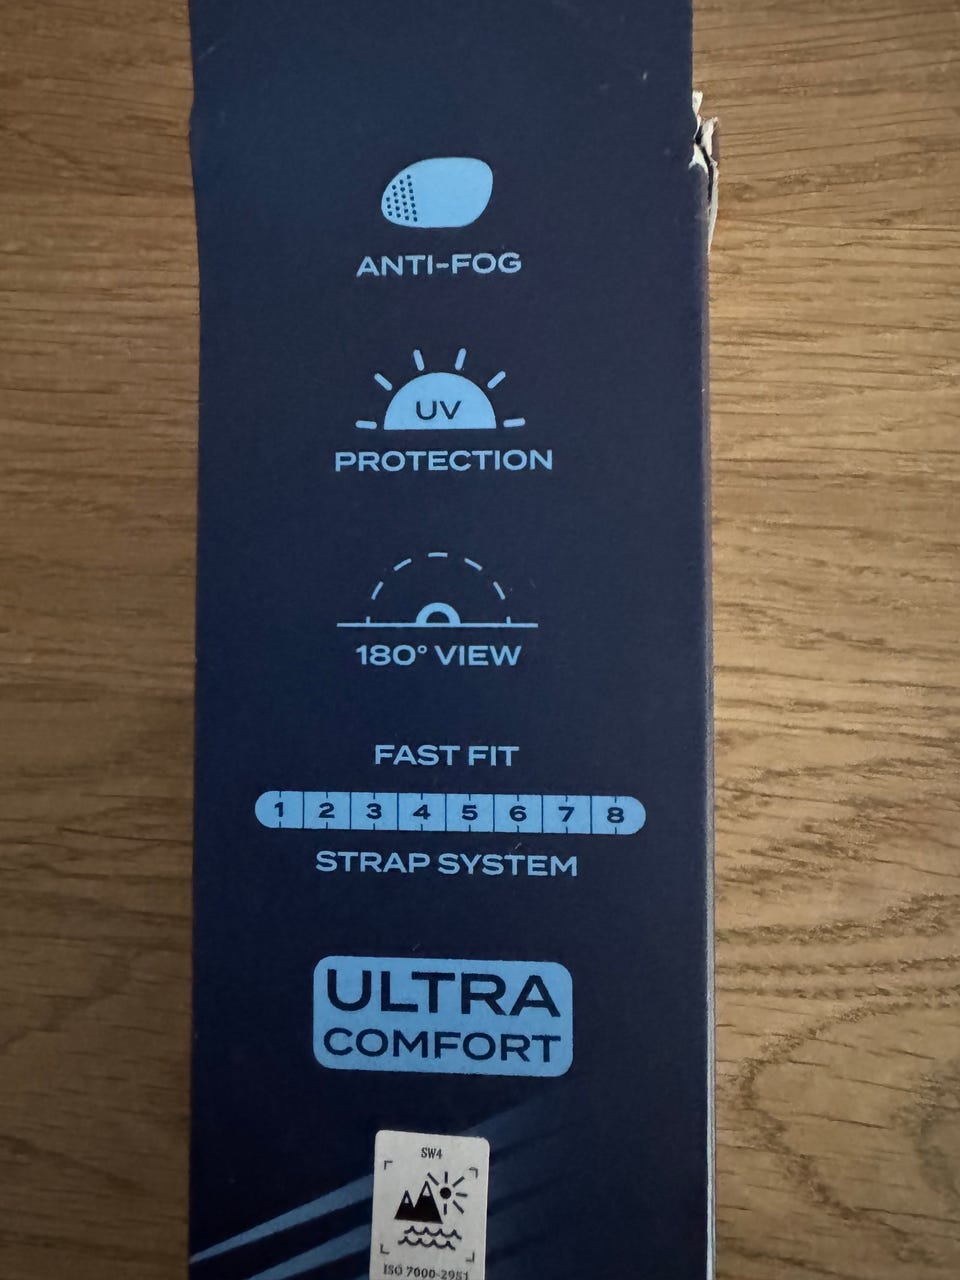 ANTI-FOG
UV
PROTECTION
180° VIEW
FAST FIT
1 2 3 4 5 6 7 8
STRAP SYSTEM
ULTRA
COMFORT
SW4
ISO 7000-2951